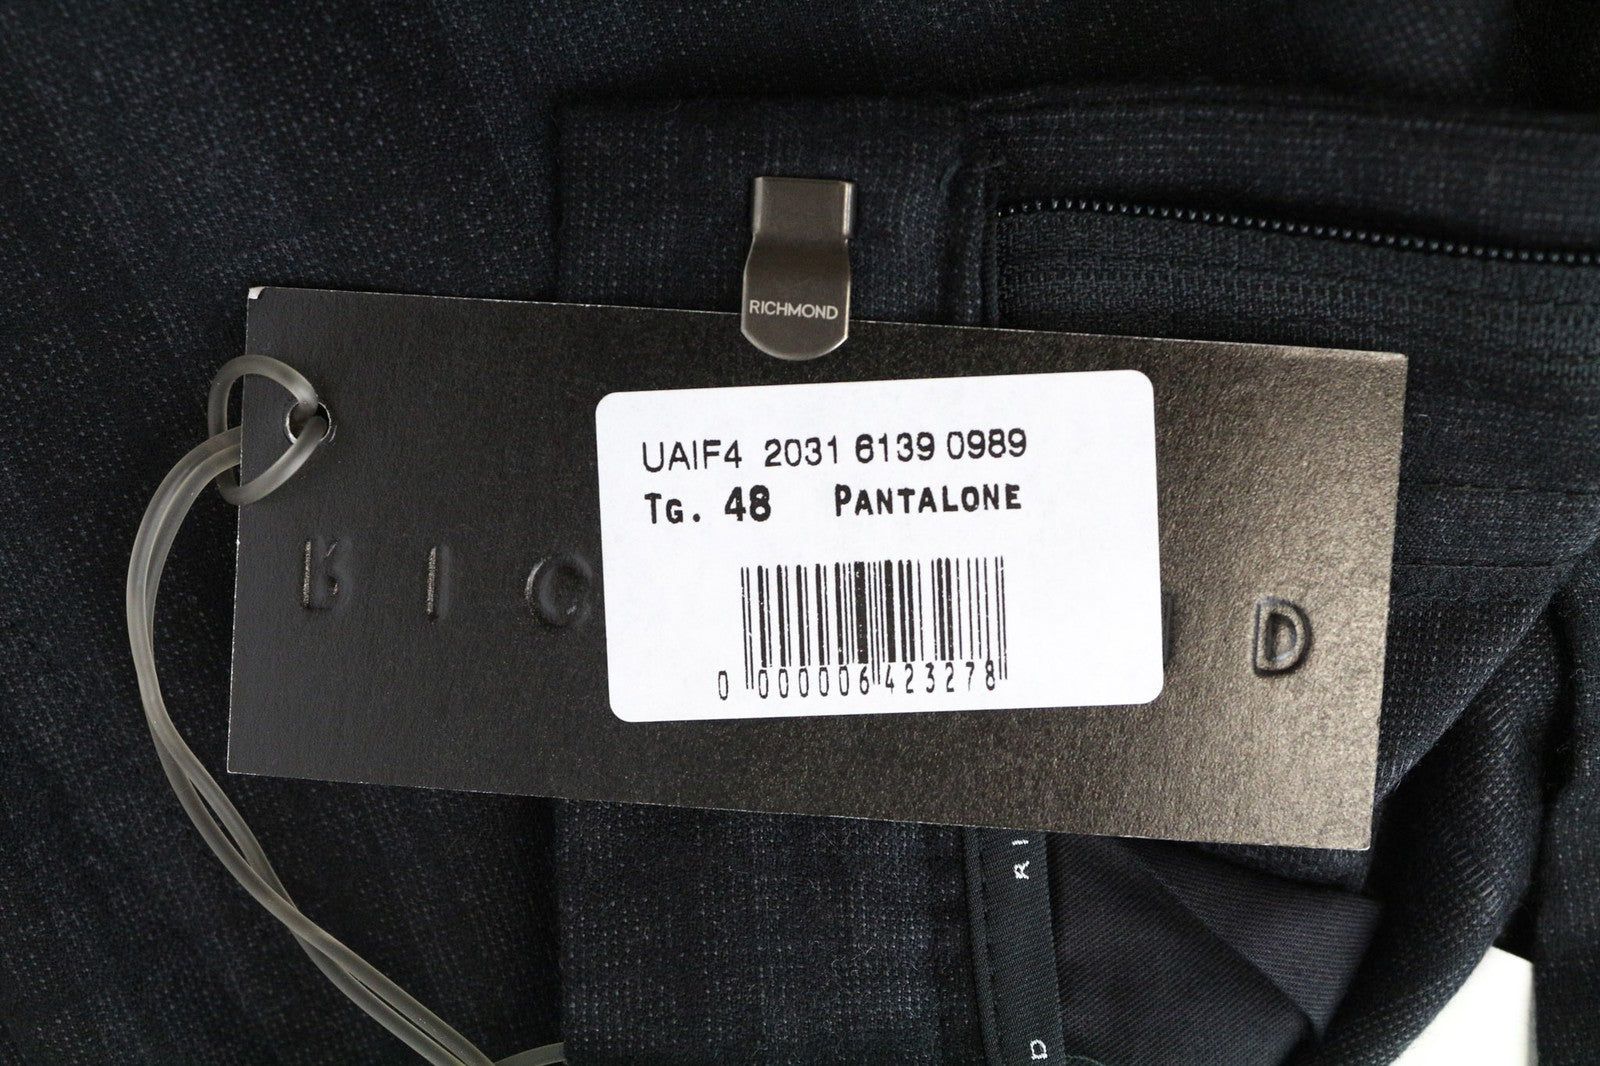 RICHMOND
UAIF4 2031 6139 0989
TG. 48 PANTALONE
0 000006 423278
R I C N D
R I
D